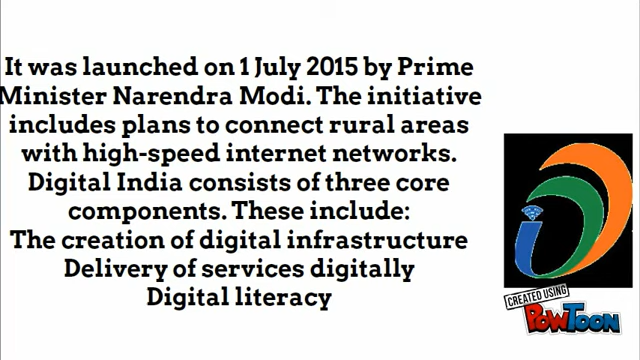 It was launched on 1 July 2015 by Prime
Minister Narendra Modi. The initiative
includes plans to connect rural areas
with high-speed internet networks.
Digital India consists of three core
components. These include:
The creation of digital infrastructure
Delivery of services digitally
Digital literacy
CREATED USING
POWTOON